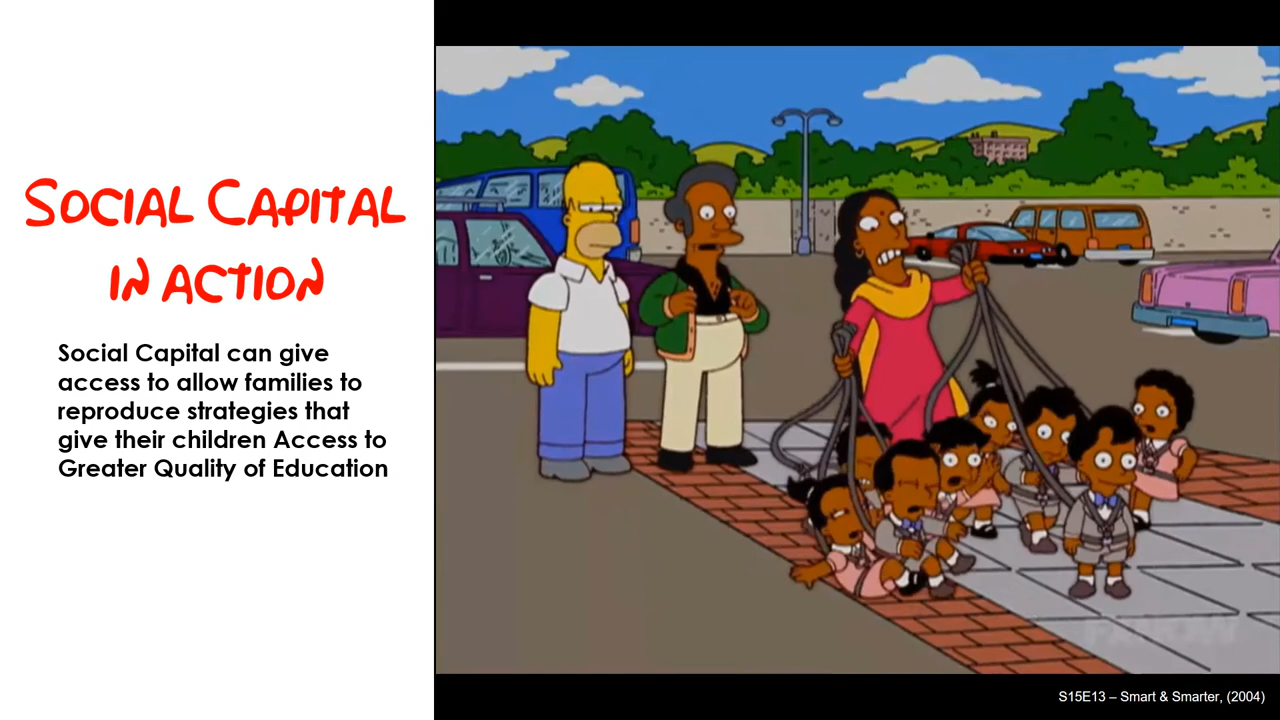 Social Capital
in Action
Social Capital can give
access to allow families to
reproduce strategies that
give their children Access to
Greater Quality of Education
FXNOW
S15E13 – Smart & Smarter, (2004)